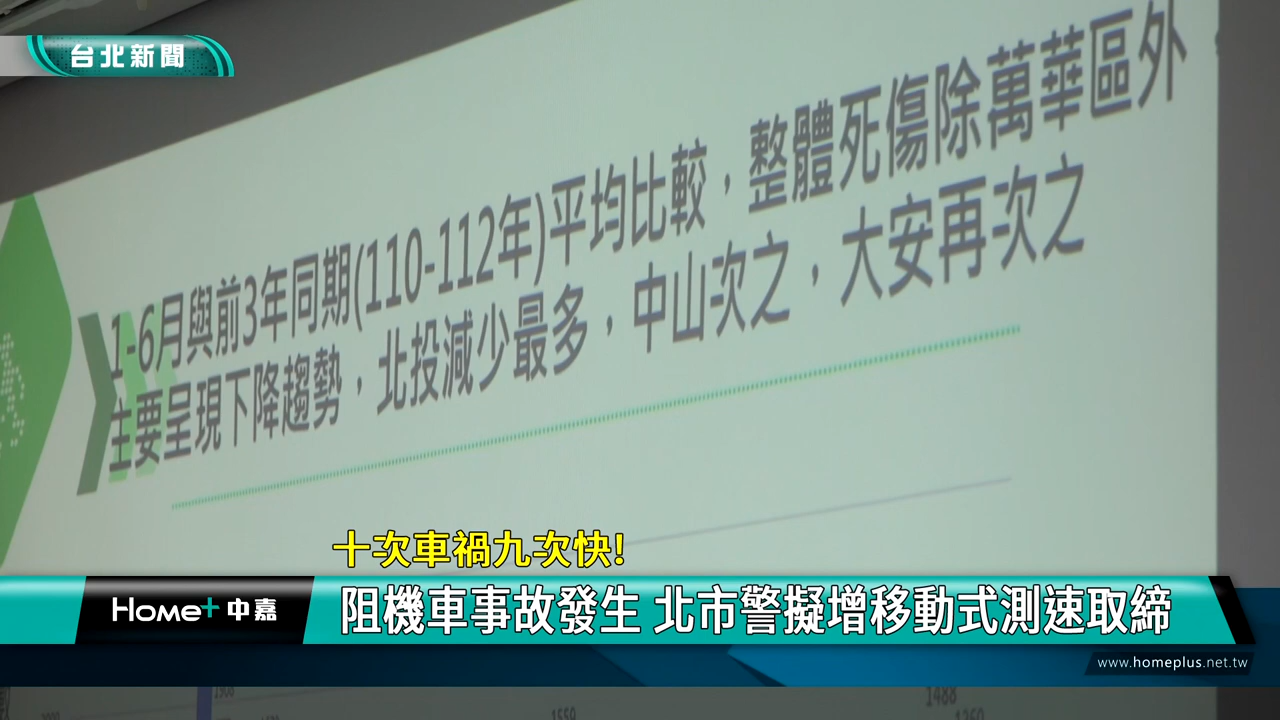 台北新聞
1-6月與前3年同期(110-112年)平均比較，整體死傷除萬華區外
主要呈現下降趨勢，北投減少最多，中山次之，大安再次之
十次車禍九次快!
Home+中嘉
阻機車事故發生 北市警擬增移動式測速取締
www.homeplus.net.tw
1908
1559
1488